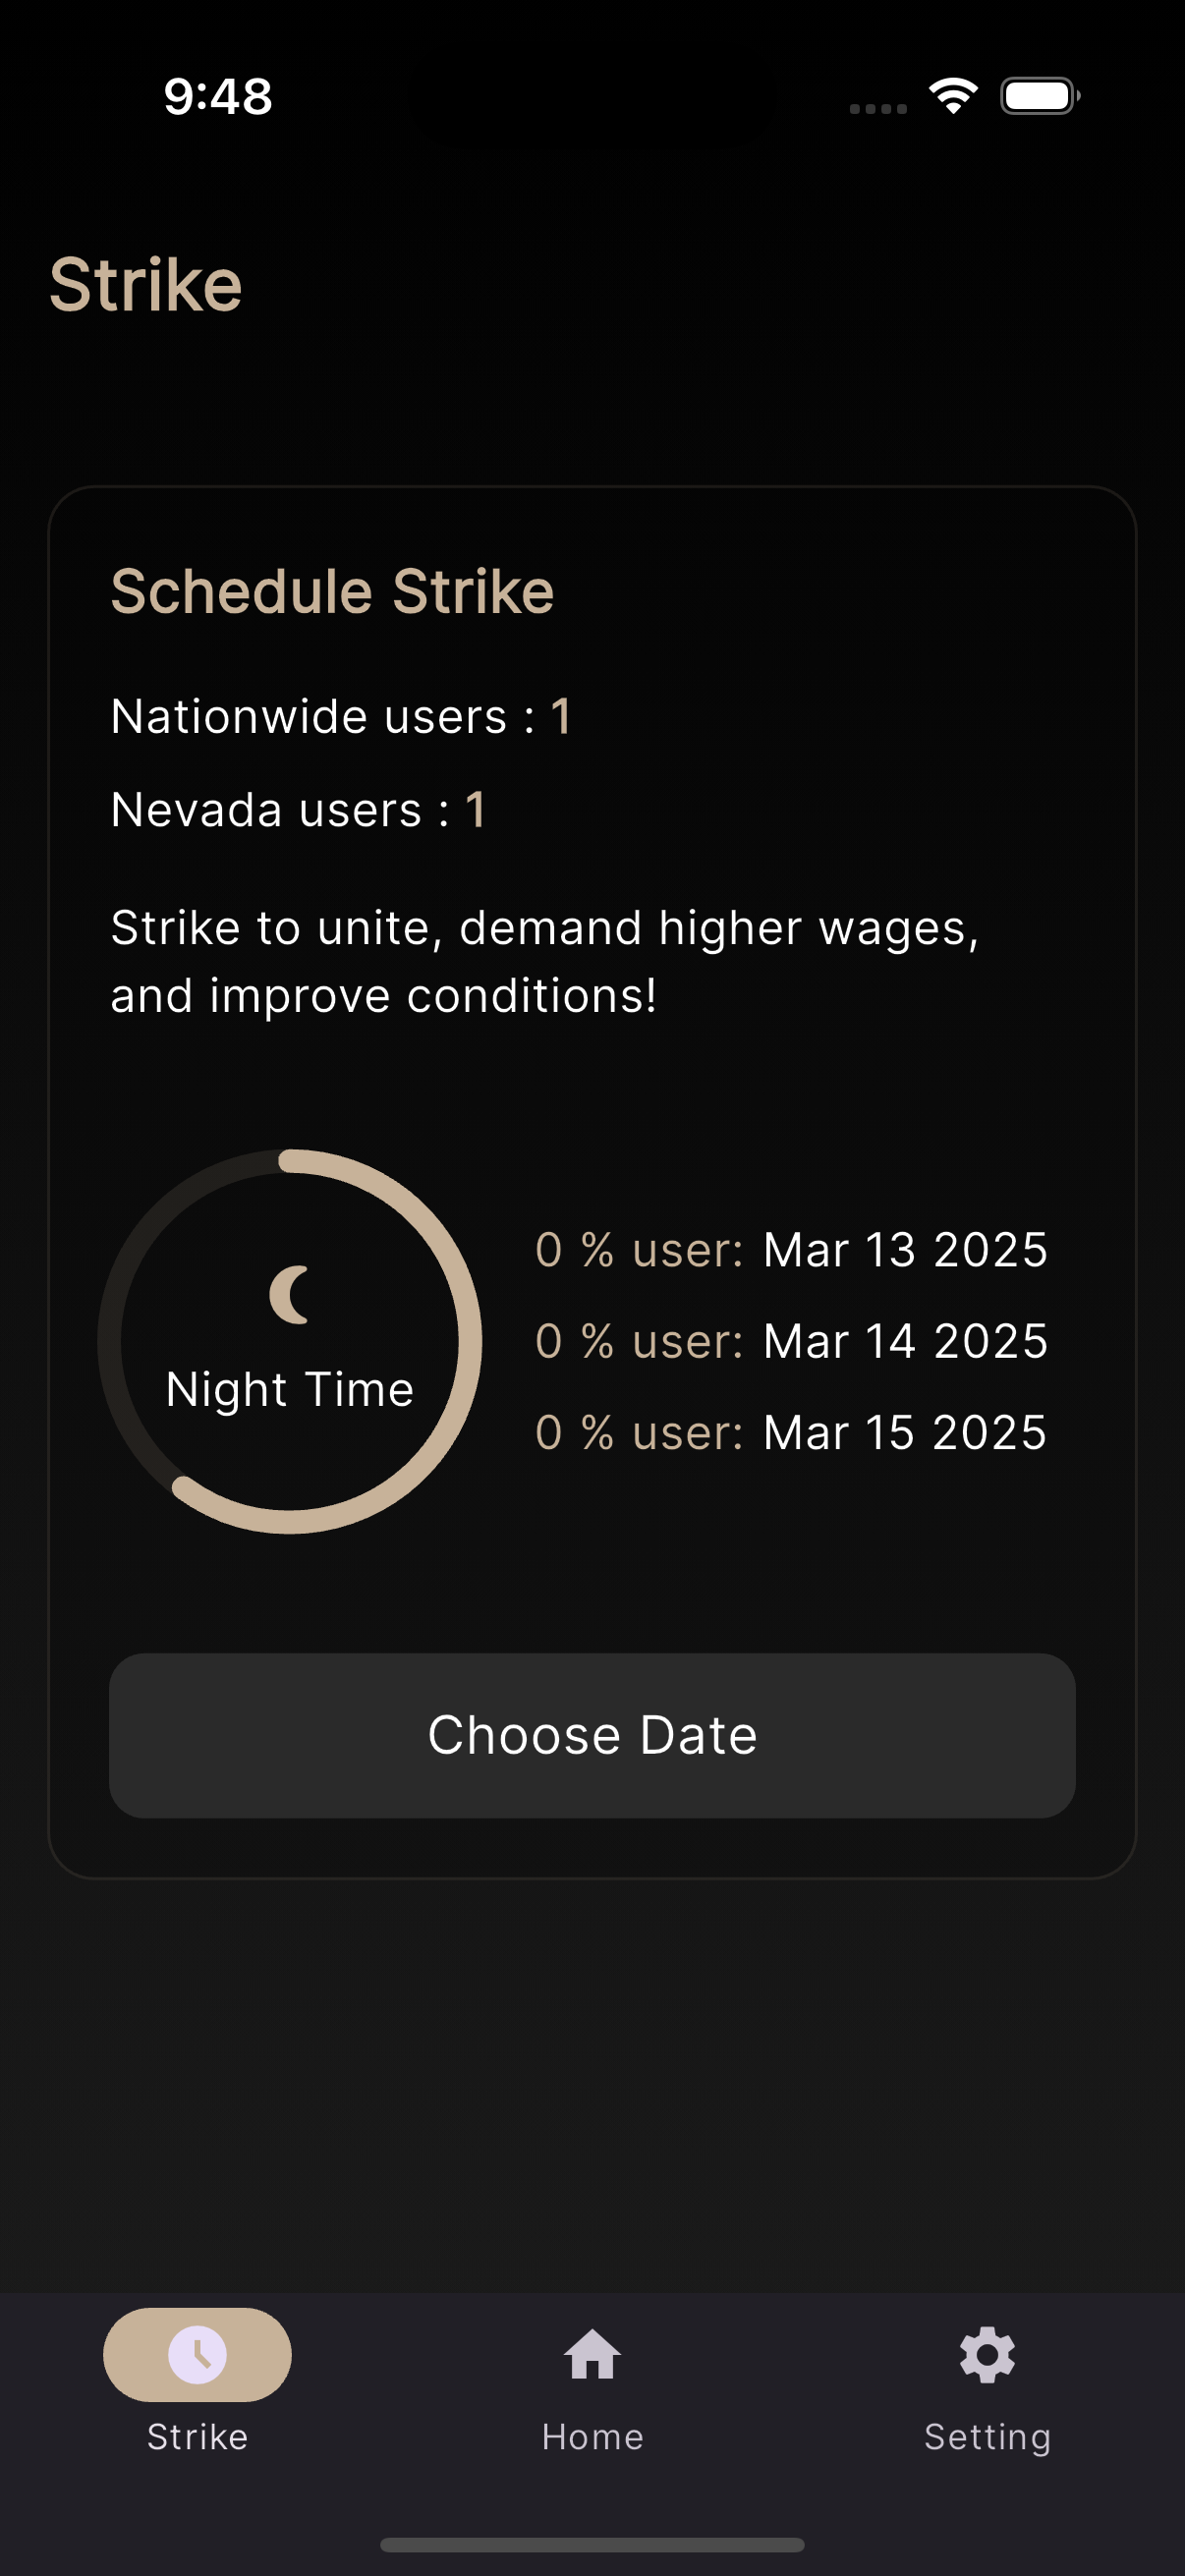 9:48
Strike
Schedule Strike
Nationwide users : 1
Nevada users : 1
Strike to unite, demand higher wages,
and improve conditions!
Night Time
0 % user: Mar 13 2025
0 % user: Mar 14 2025
0 % user: Mar 15 2025
Choose Date
Strike
Home
Setting